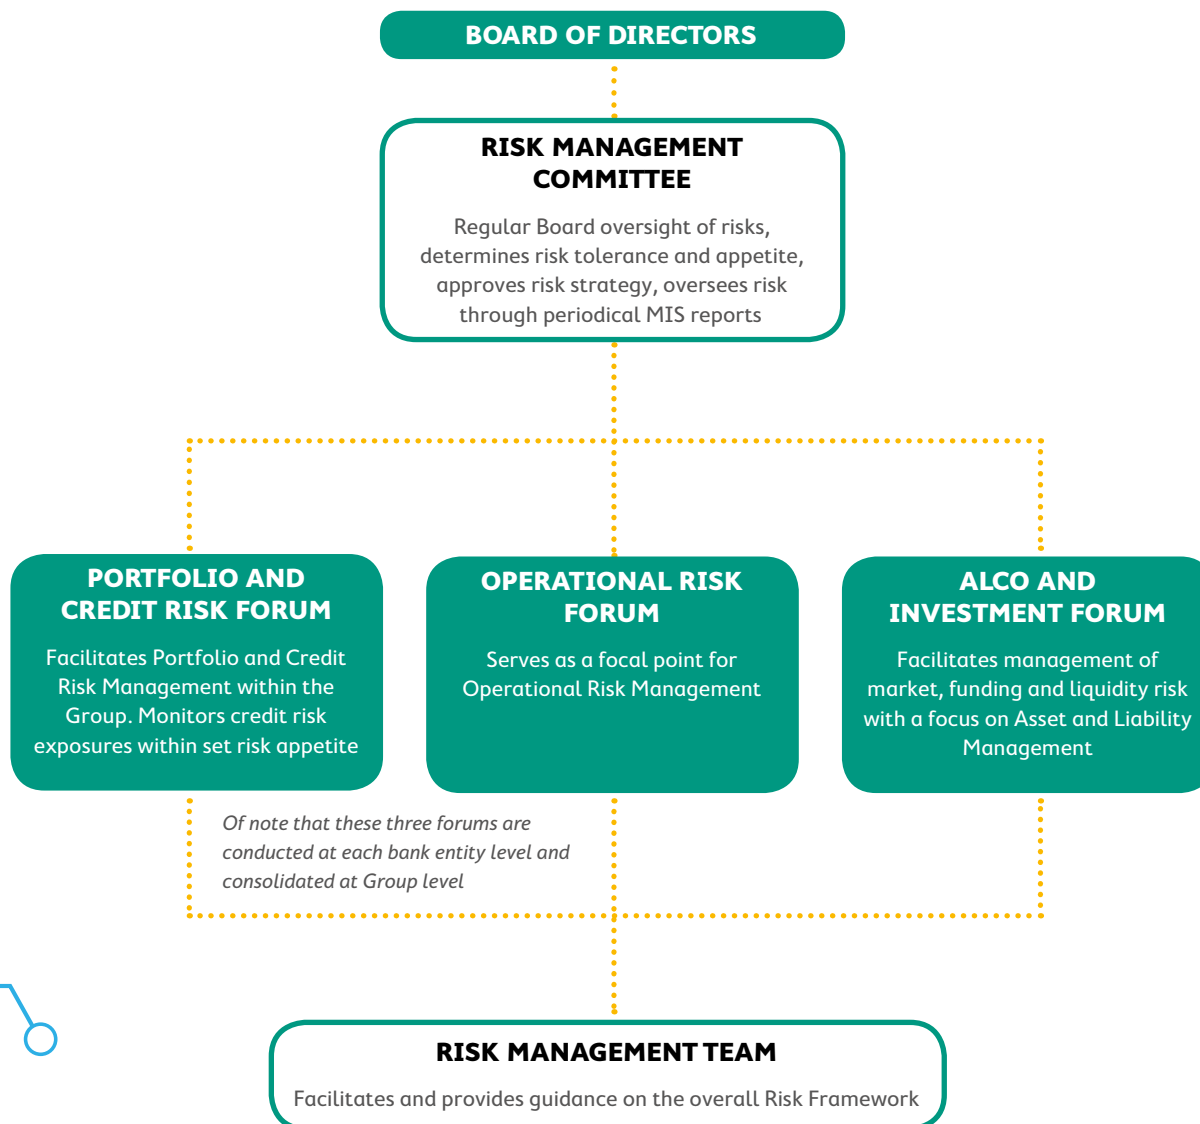 BOARD OF DIRECTORS
RISK MANAGEMENT
COMMITTEE
Regular Board oversight of risks,
determines risk tolerance and appetite,
approves risk strategy, oversees risk
through periodical MIS reports
PORTFOLIO AND
CREDIT RISK FORUM
Facilitates Portfolio and Credit
Risk Management within the
Group. Monitors credit risk
exposures within set risk appetite
OPERATIONAL RISK
FORUM
Serves as a focal point for
Operational Risk Management
ALCO AND
INVESTMENT FORUM
Facilitates management of
market, funding and liquidity risk
with a focus on Asset and Liability
Management
Of note that these three forums are
conducted at each bank entity level and
consolidated at Group level
RISK MANAGEMENT TEAM
Facilitates and provides guidance on the overall Risk Framework